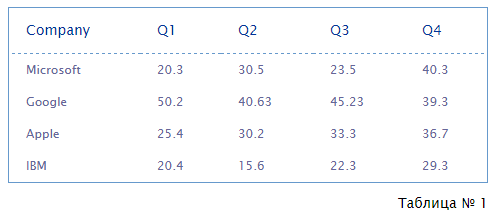 Company Q1 Q2 Q3 Q4
Microsoft 20.3 30.5 23.5 40.3
Google 50.2 40.63 45.23 39.3
Apple 25.4 30.2 33.3 36.7
IBM 20.4 15.6 22.3 29.3
Таблица № 1